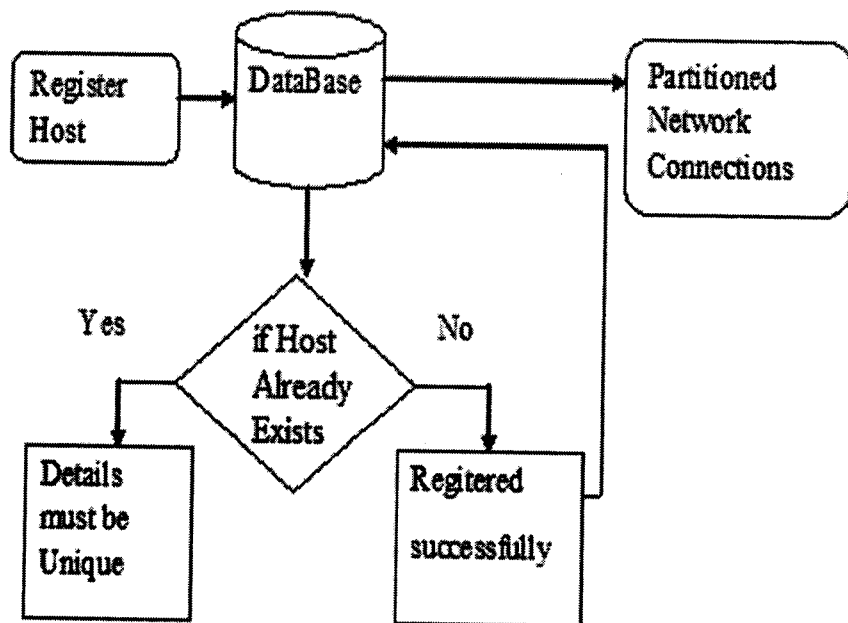 Register
Host
DataBase
Partitioned
Network
Connections
Yes
No
if Host
Already
Exists
Details
must be
Unique
Regitered
successfully